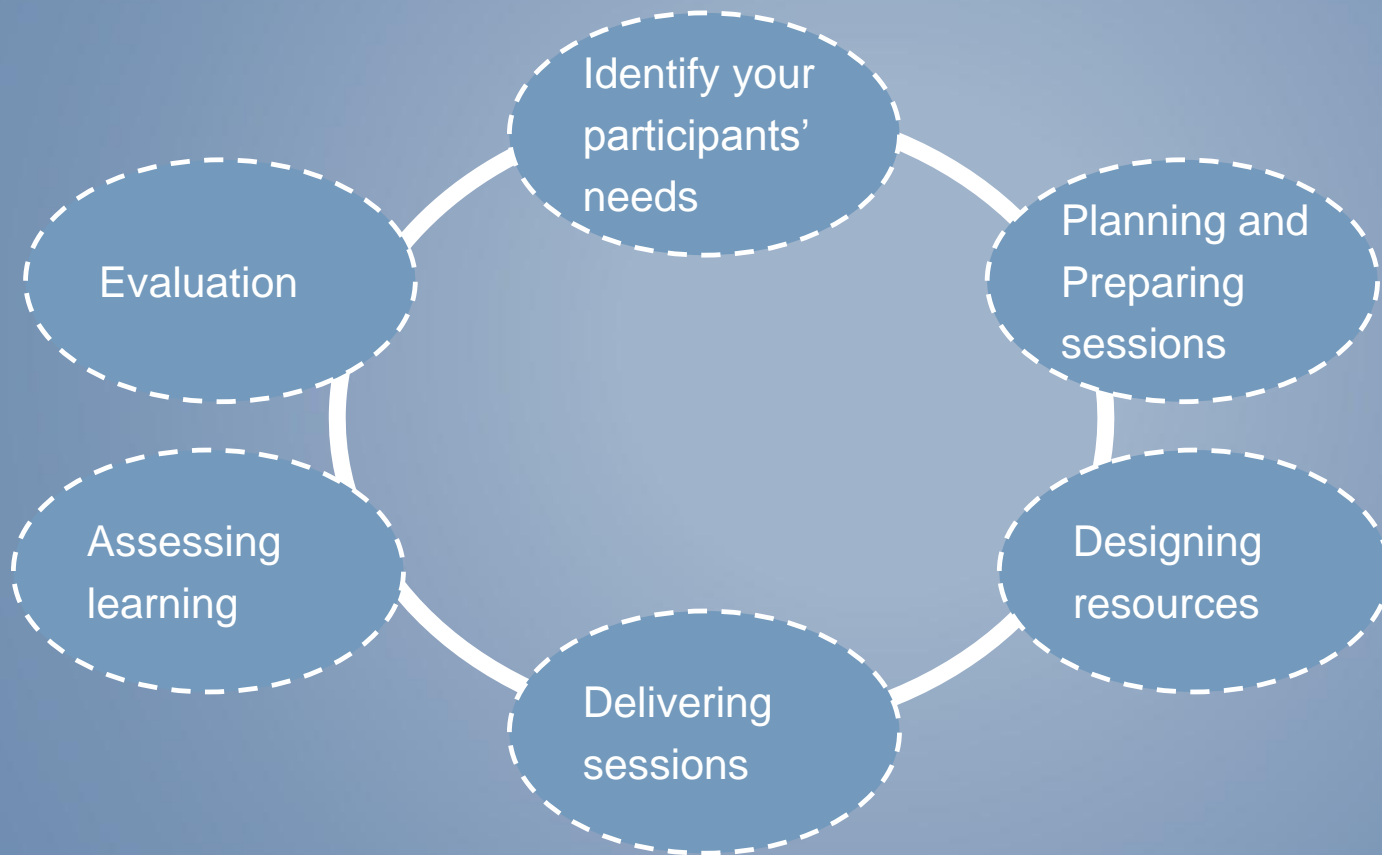 Identify your
participants’
needs
Planning and
Preparing
sessions
Designing
resources
Delivering
sessions
Assessing
learning
Evaluation